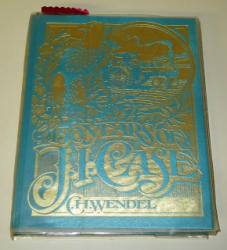 150 YEARS OF
J.I. CASE
C.H. WENDEL